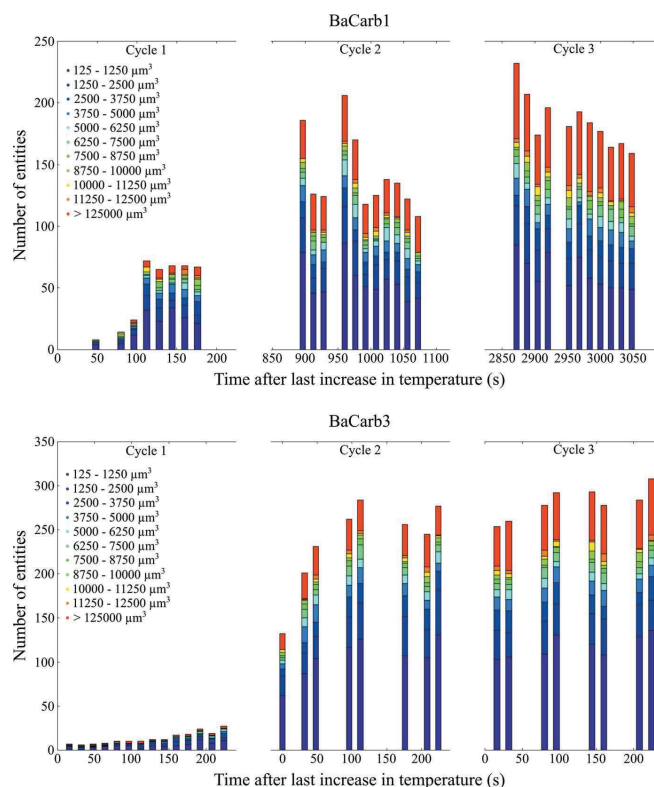 BaCarb1
250
200
150
100
50
0
Number of entities
Cycle 1
Cycle 2
Cycle 3
125 - 1250 µm³
1250 - 2500 µm³
2500 - 3750 µm³
3750 - 5000 µm³
5000 - 6250 µm³
6250 - 7500 µm³
7500 - 8750 µm³
8750 - 10000 µm³
10000 - 11250 µm³
11250 - 12500 µm³
> 125000 µm³
0 50 100 150 200
850 900 950 1000 1050 1100
2850 2900 2950 3000 3050
Time after last increase in temperature (s)
BaCarb3
350
300
250
200
150
100
50
0
Number of entities
Cycle 1
Cycle 2
Cycle 3
125 - 1250 µm³
1250 - 2500 µm³
2500 - 3750 µm³
3750 - 5000 µm³
5000 - 6250 µm³
6250 - 7500 µm³
7500 - 8750 µm³
8750 - 10000 µm³
10000 - 11250 µm³
11250 - 12500 µm³
> 125000 µm³
0 50 100 150 200
0 50 100 150 200
0 50 100 150 200
Time after last increase in temperature (s)